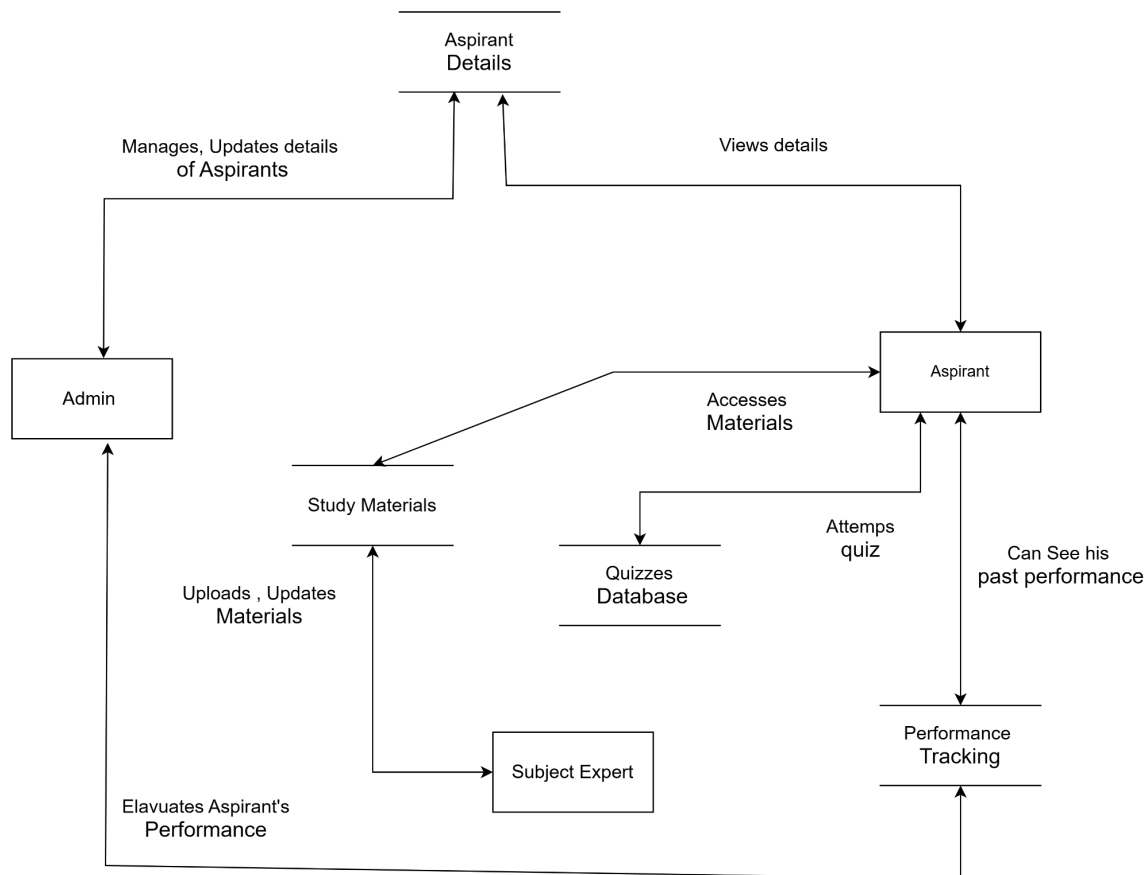 Aspirant
Details
Manages, Updates details
of Aspirants
Views details
Admin
Aspirant
Accesses
Materials
Study Materials
Attemps
quiz
Quizzes
Database
Can See his
past performance
Uploads , Updates
Materials
Performance
Tracking
Subject Expert
Elavuates Aspirant's
Performance